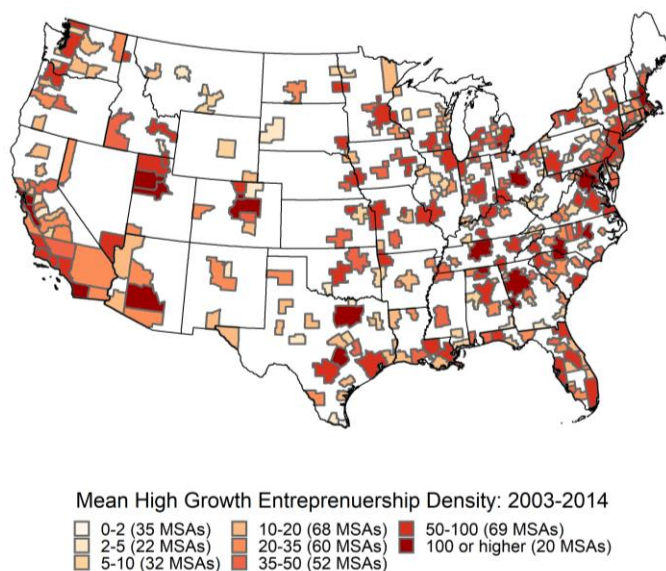 Mean High Growth Entreprenuership Density: 2003-2014
0-2 (35 MSAs)
2-5 (22 MSAs)
5-10 (32 MSAs)
10-20 (68 MSAs)
20-35 (60 MSAs)
35-50 (52 MSAs)
50-100 (69 MSAs)
100 or higher (20 MSAs)